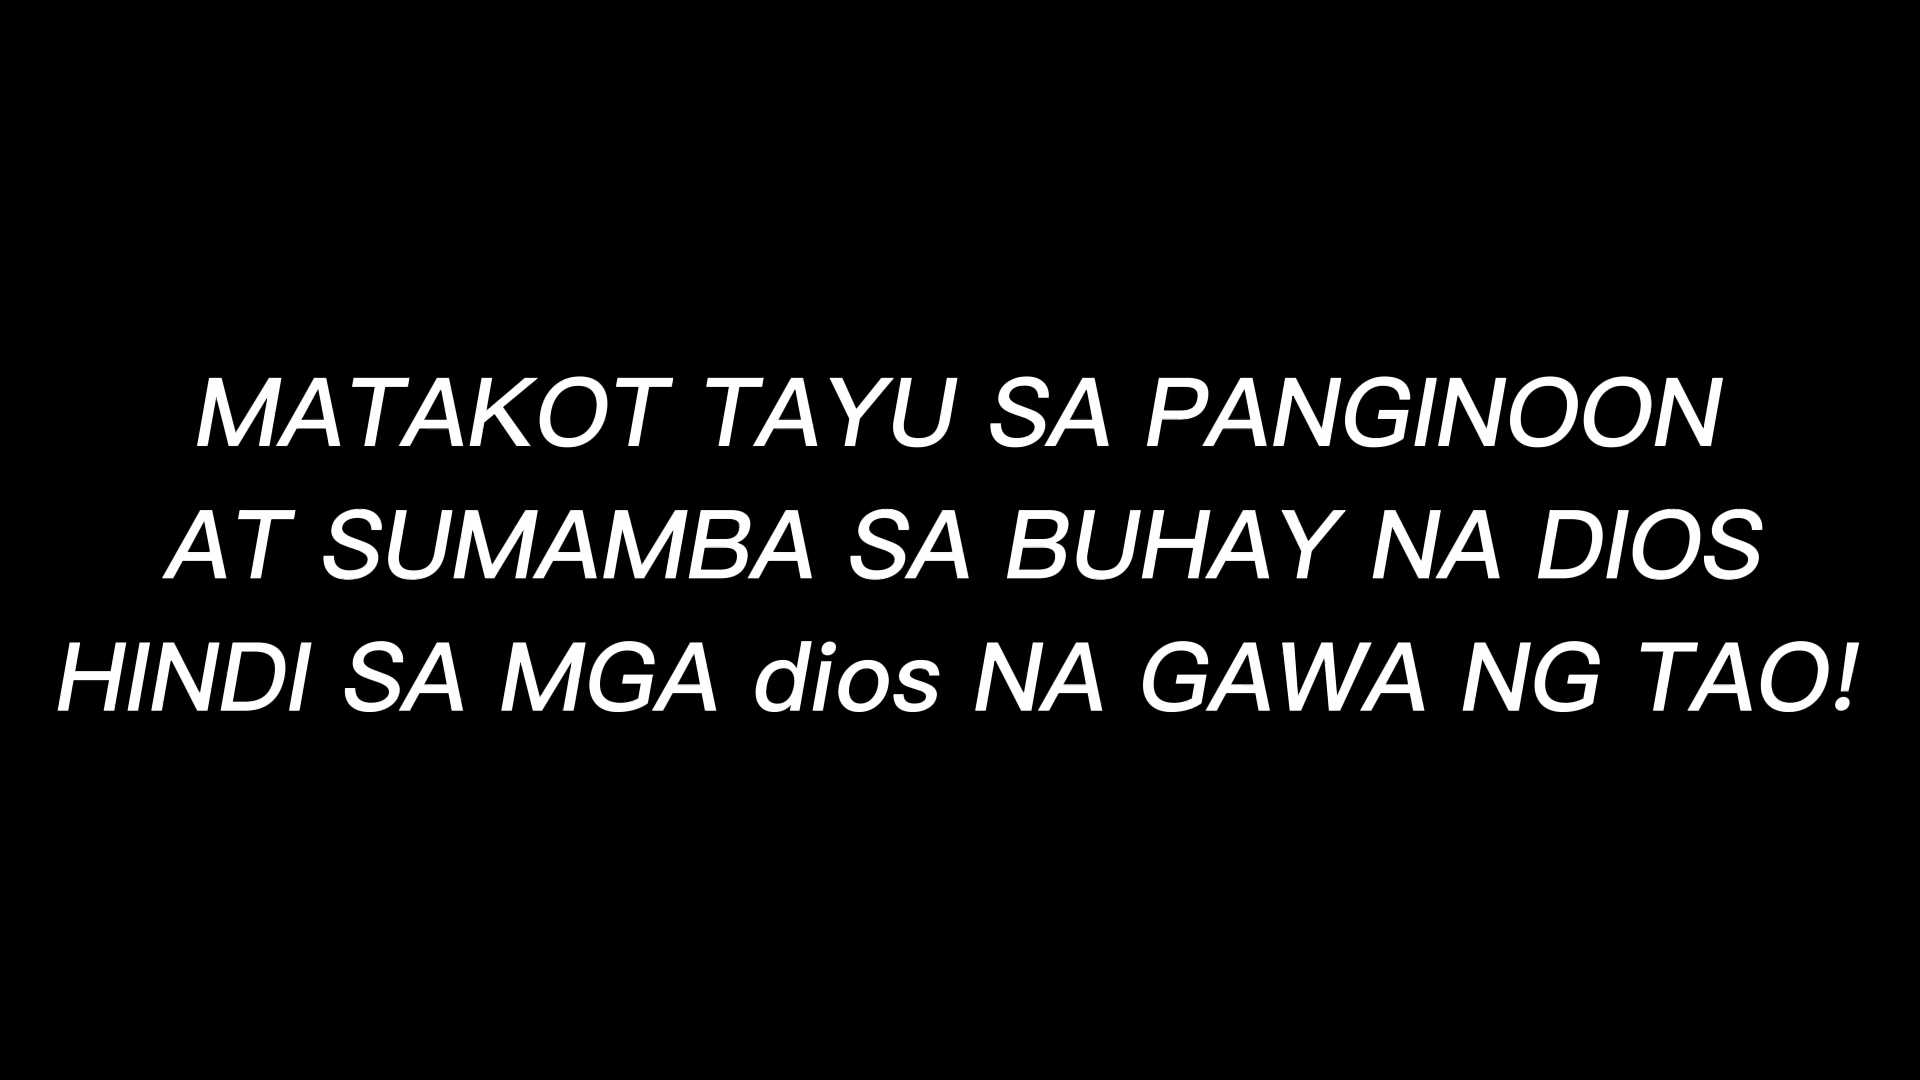 MATAKOT TAYU SA PANGINOON
AT SUMAMBA SA BUHAY NA DIOS
HINDI SA MGA dios NA GAWA NG TAO!